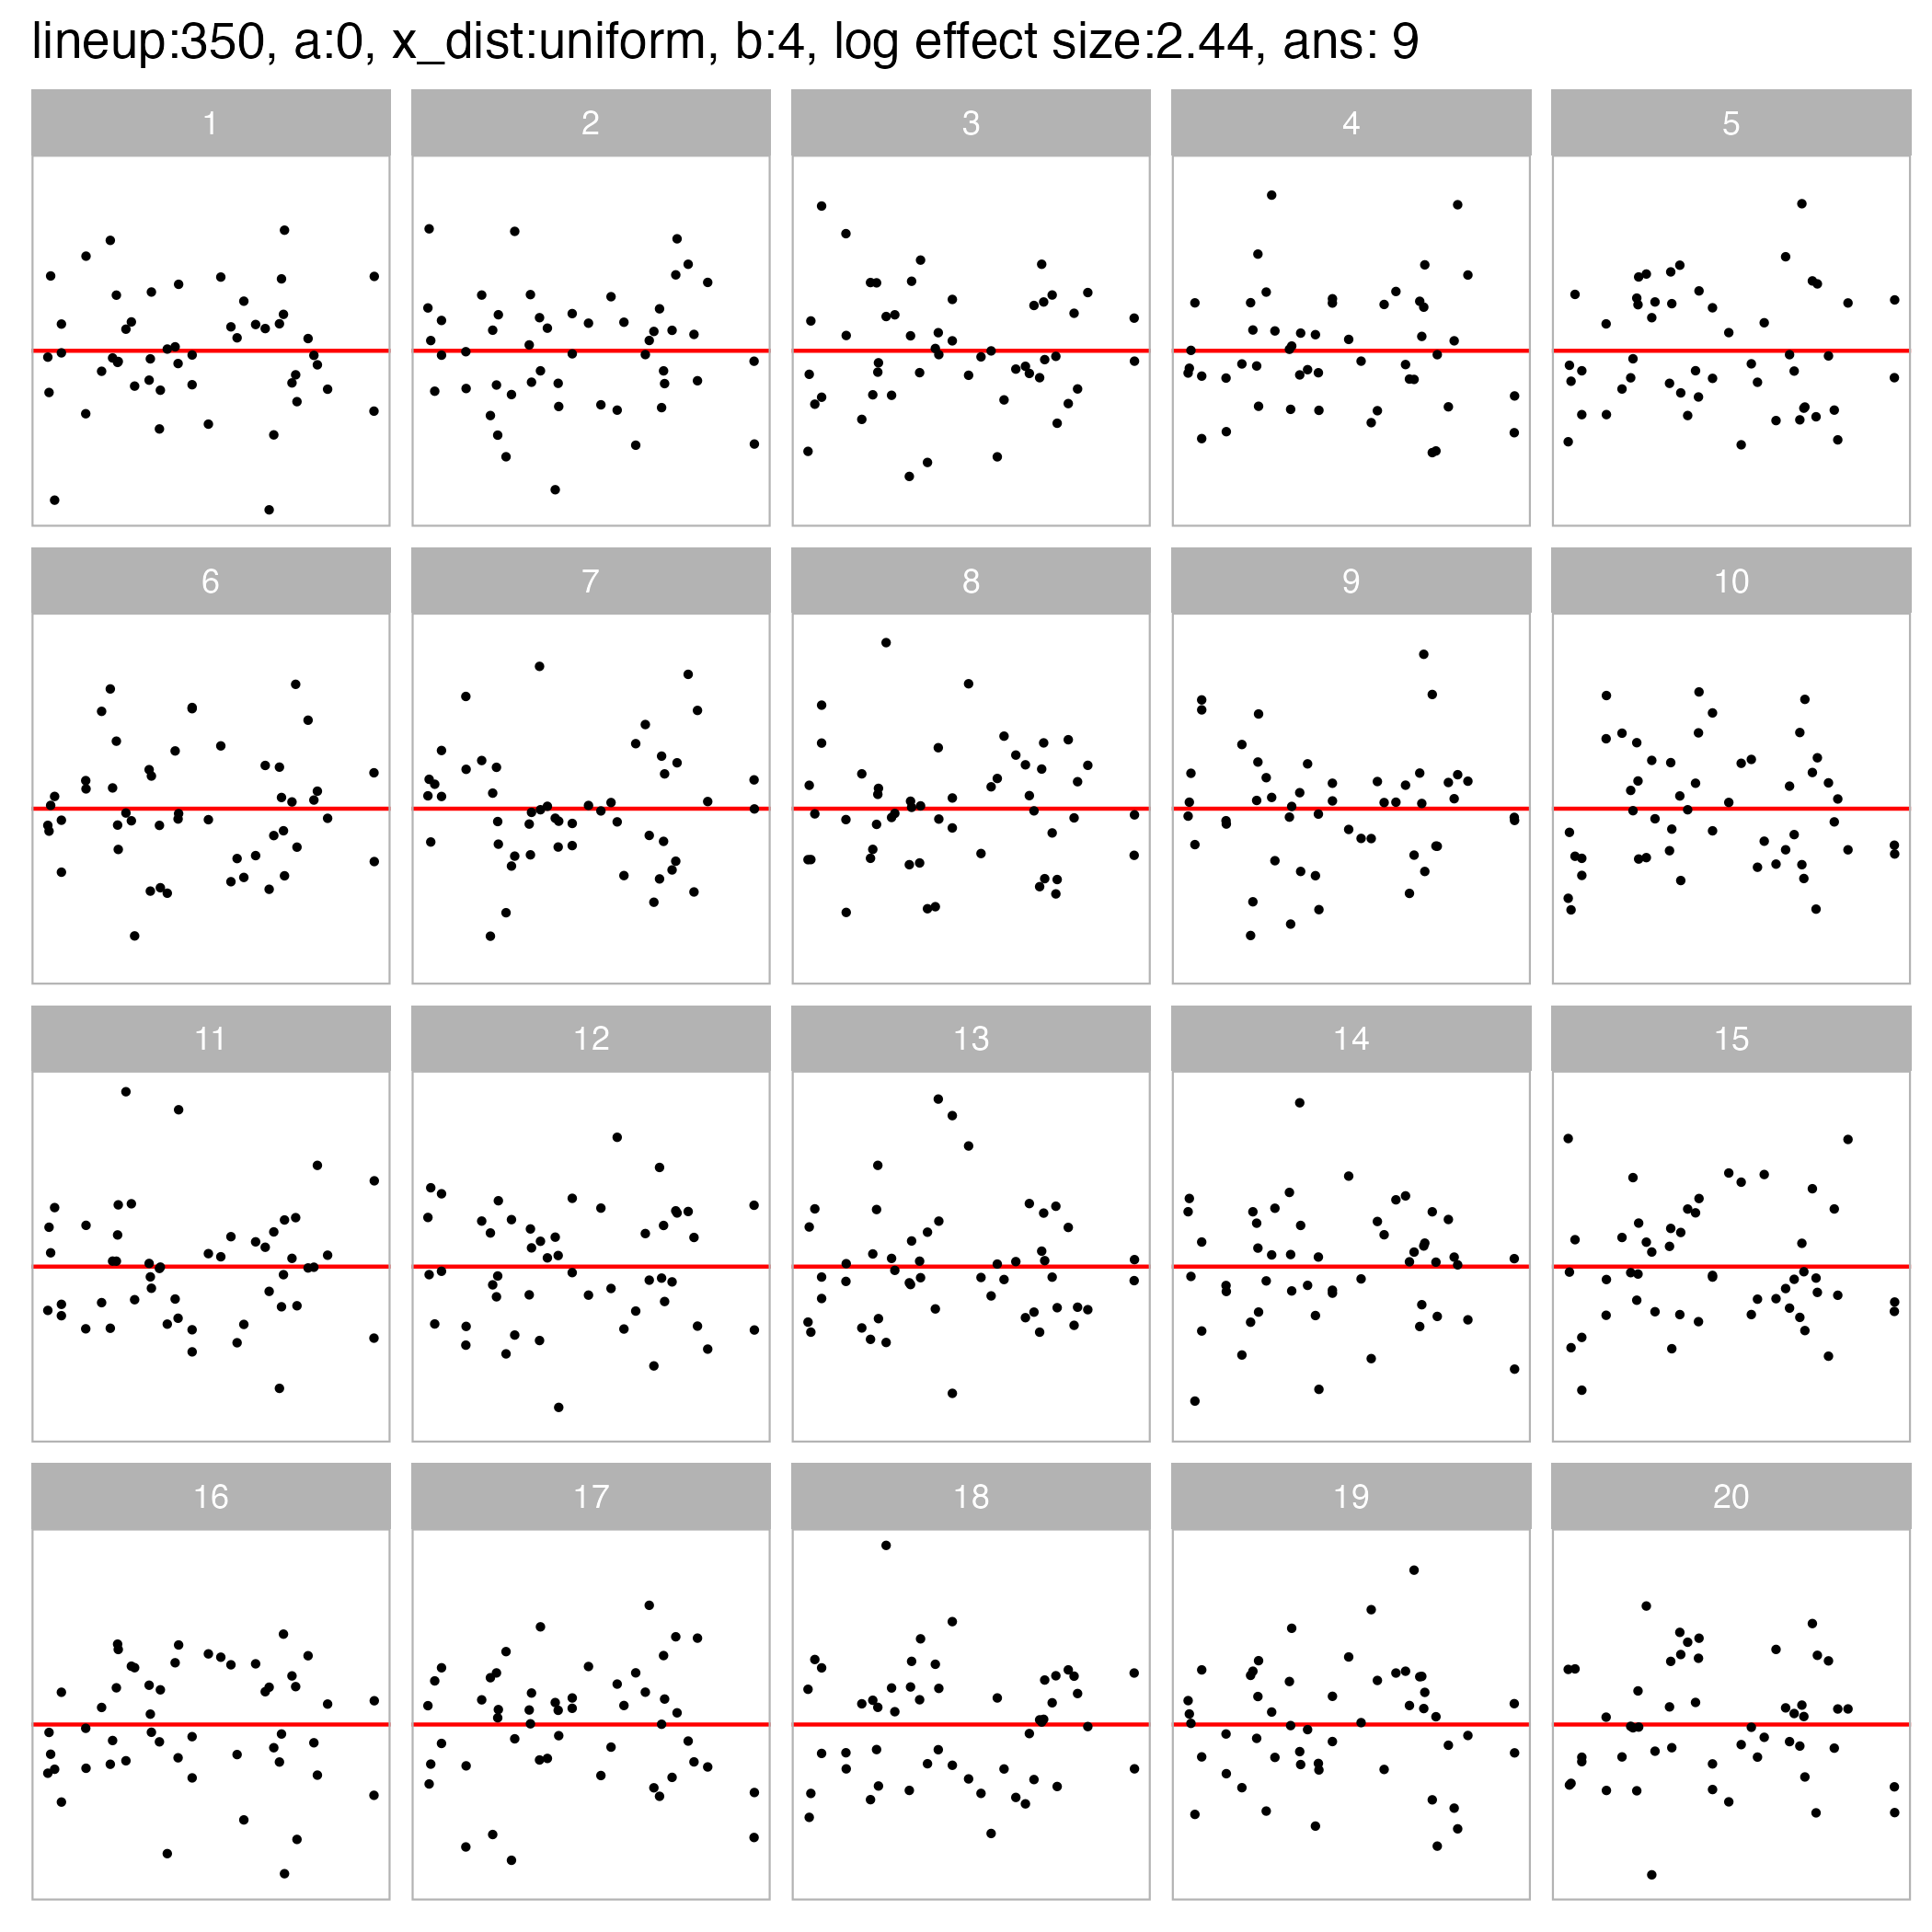 lineup:350, a:0, x_dist:uniform, b:4, log effect size:2.44, ans: 9
1 2 3 4 5
6 7 8 9 10
11 12 13 14 15
16 17 18 19 20